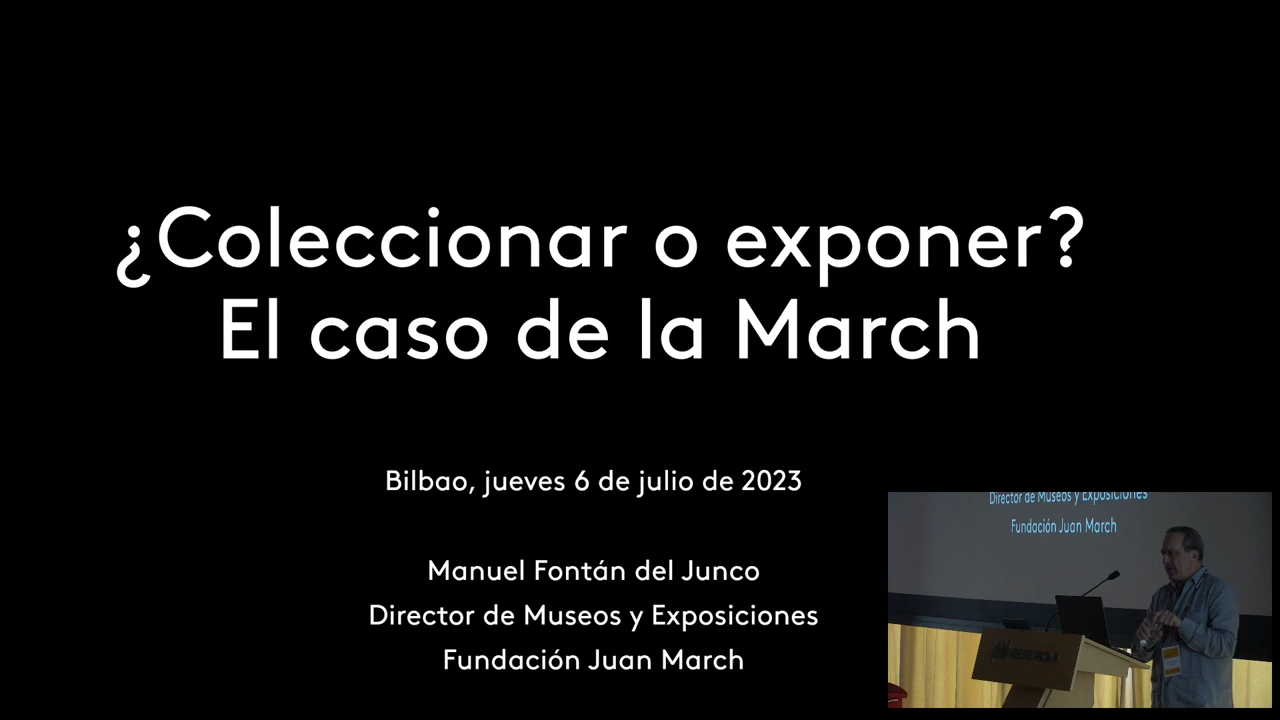 ¿Coleccionar o exponer?
El caso de la March
Bilbao, jueves 6 de julio de 2023
Manuel Fontán del Junco
Director de Museos y Exposiciones
Fundación Juan March
Director de Museos y Exposiciones
Fundación Juan March
IBERDROLA